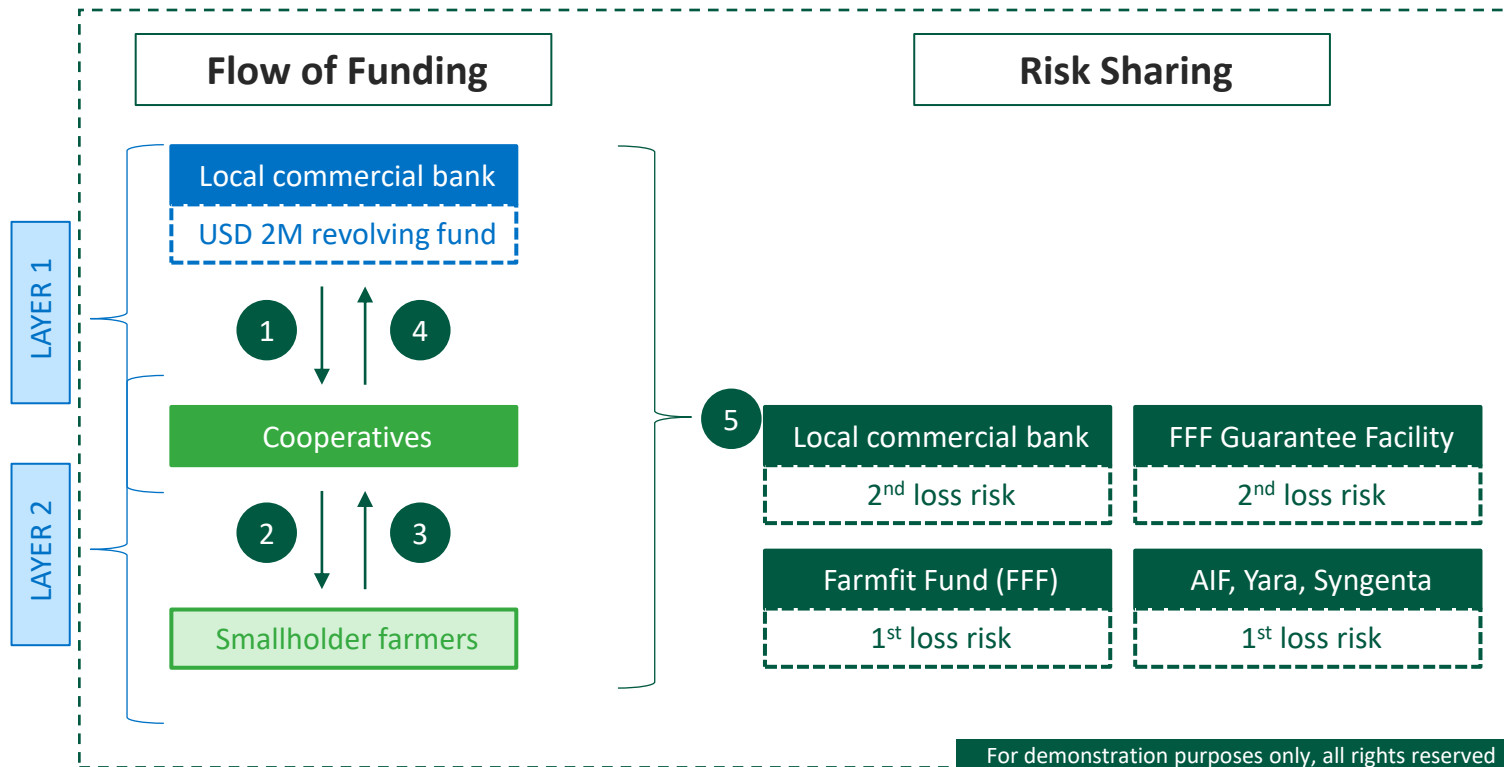 Flow of Funding
Risk Sharing
LAYER 1
Local commercial bank
USD 2M revolving fund
1
4
Cooperatives
LAYER 2
2
3
Smallholder farmers
5
Local commercial bank
2nd loss risk
FFF Guarantee Facility
2nd loss risk
Farmfit Fund (FFF)
1st loss risk
AIF, Yara, Syngenta
1st loss risk
For demonstration purposes only, all rights reserved